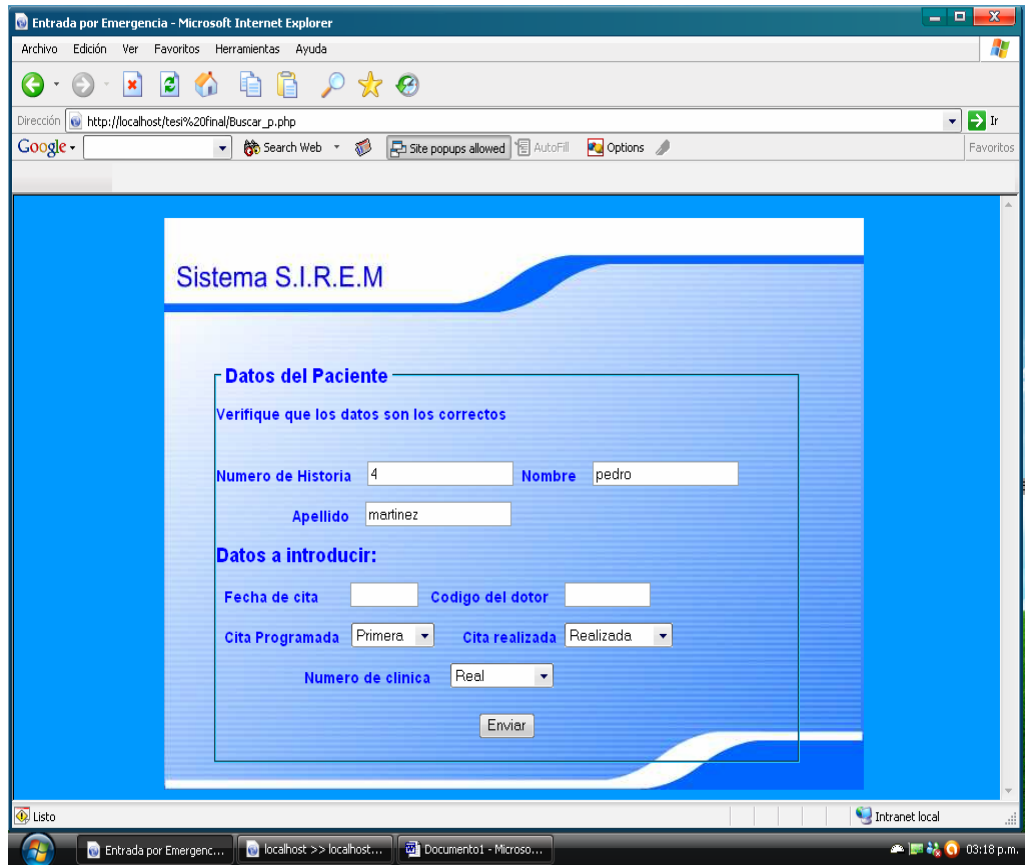 Entrada por Emergencia - Microsoft Internet Explorer
Archivo Edición Ver Favoritos Herramientas Ayuda
Dirección http://localhost/tesi%20final/Buscar_p.php Ir
Google Search Web Site popups allowed AutoFill Options Favoritos
Sistema S.I.R.E.M
Datos del Paciente
Verifique que los datos son los correctos
Numero de Historia 4 Nombre pedro
Apellido martinez
Datos a introducir:
Fecha de cita Codigo del dotor
Cita Programada Primera Cita realizada Realizada
Numero de clinica Real
Enviar
Listo Intranet local
Entrada por Emergenc... localhost >> localhost... Documento1 - Microso... 03:18 p.m.